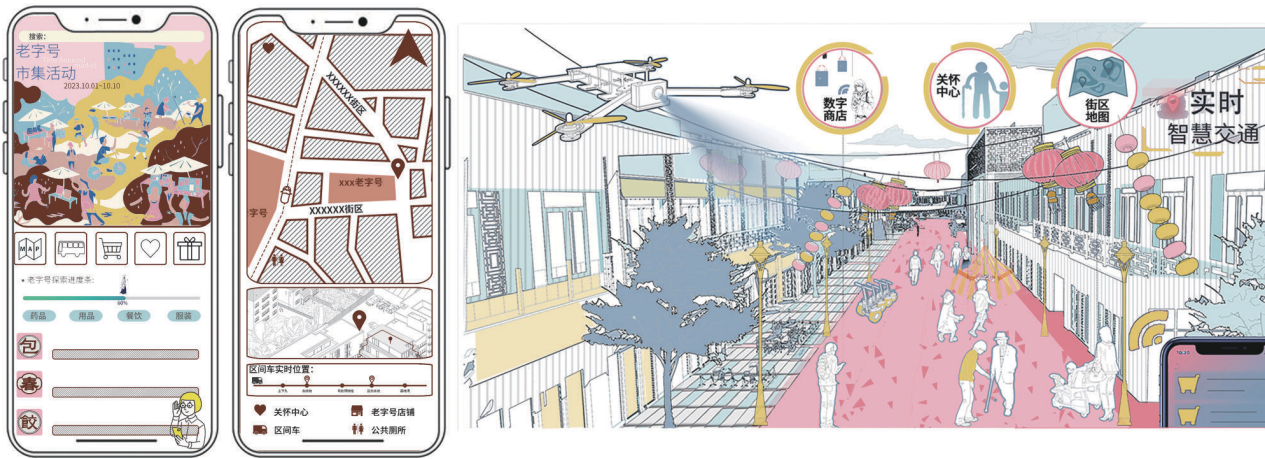 搜索：
老字号
市集活动
2023.10.01~10.10
MAP
• 老字号探索进度条:
60%
药品
用品
餐饮
服装
包
喜
餃
XXXXXX街区
xxx老字号
字号
XXXXXX街区
区间车实时位置：
关怀中心
老字号店铺
区间车
公共厕所
数字
商店
关怀
中心
街区
地图
实时
智慧交通